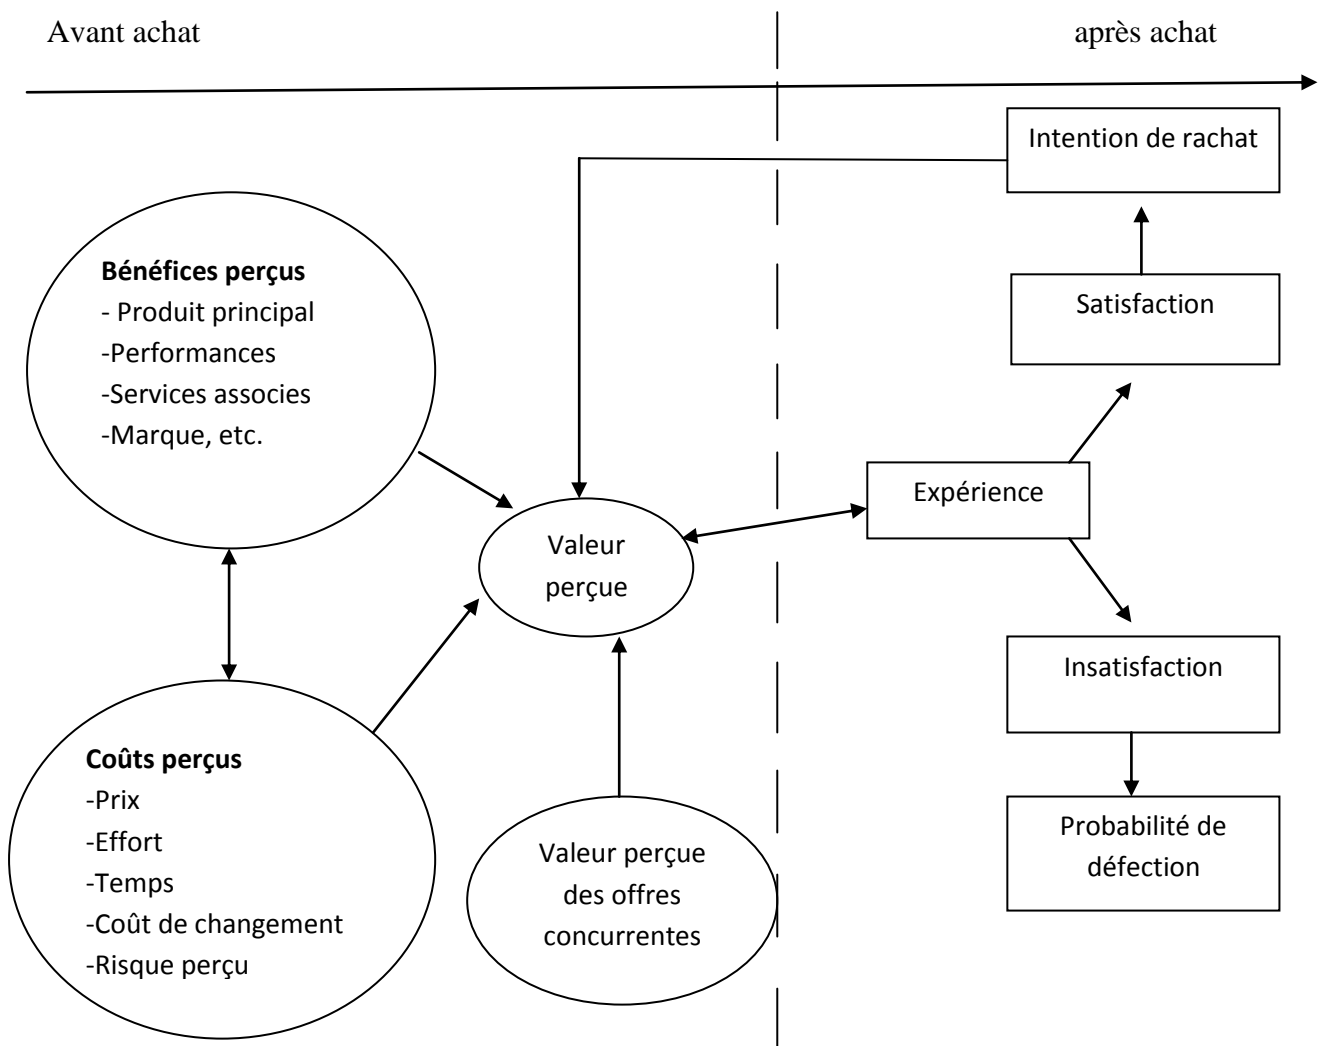 Avant achat
après achat
Intention de rachat
Bénéfices perçus
- Produit principal
-Performances
-Services associes
-Marque, etc.
Satisfaction
Expérience
Valeur
perçue
Insatisfaction
Coûts perçus
-Prix
-Effort
-Temps
-Coût de changement
-Risque perçu
Valeur perçue
des offres
concurrentes
Probabilité de
défection